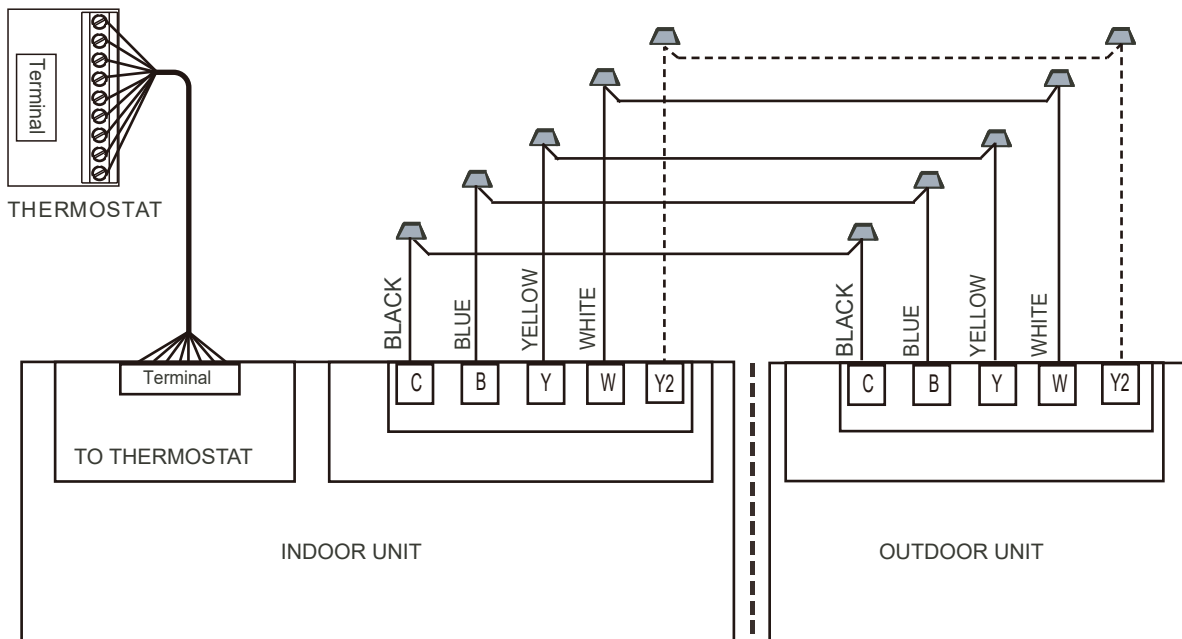 Terminal
THERMOSTAT
BLACK
BLUE
YELLOW
WHITE
BLACK
BLUE
YELLOW
WHITE
Terminal
C
B
Y
W
Y2
C
B
Y
W
Y2
TO THERMOSTAT
INDOOR UNIT
OUTDOOR UNIT